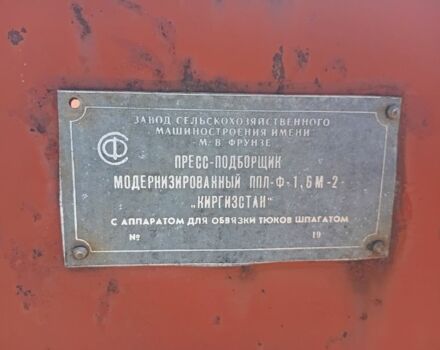 ЗАВОД СЕЛЬСКОХОЗЯЙСТВЕННОГО
МАШИНОСТРОЕНИЯ ИМЕНИ
М. В. ФРУНЗЕ
ПРЕСС-ПОДБОРЩИК
МОДЕРНИЗИРОВАННЫЙ ППЛ-Ф-1,6М-2-
„КИРГИЗСТАН"
С АППАРАТОМ ДЛЯ ОБВЯЗКИ ТЮКОВ ШПАГАТОМ
№ 19